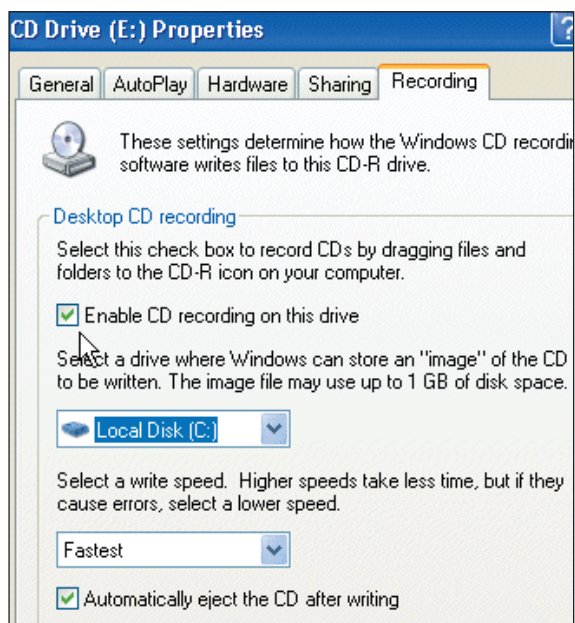 CD Drive (E:) Properties
?
General AutoPlay Hardware Sharing Recording
These settings determine how the Windows CD recordin
software writes files to this CD-R drive.
Desktop CD recording
Select this check box to record CDs by dragging files and
folders to the CD-R icon on your computer.
Enable CD recording on this drive
Select a drive where Windows can store an "image" of the CD
to be written. The image file may use up to 1 GB of disk space.
Local Disk (C:)
Select a write speed. Higher speeds take less time, but if they
cause errors, select a lower speed.
Fastest
Automatically eject the CD after writing